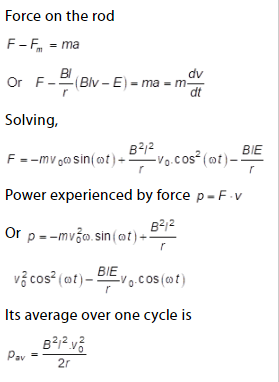 Force on the rod
F – Fₘ = ma
Or F – Bl/r (Blv – E) = ma = m dv/dt
Solving,
F = –mv₀ω sin(ωt) + B²l²/r v₀.cos²(ωt) – BlE/r
Power experienced by force p = F · v
Or p = –mv₀²ω.sin(ωt) + B²l²/r
v₀² cos²(ωt) – BlE/r v₀.cos(ωt)
Its average over one cycle is
Pₐᵥ = B²l².v₀²/2r